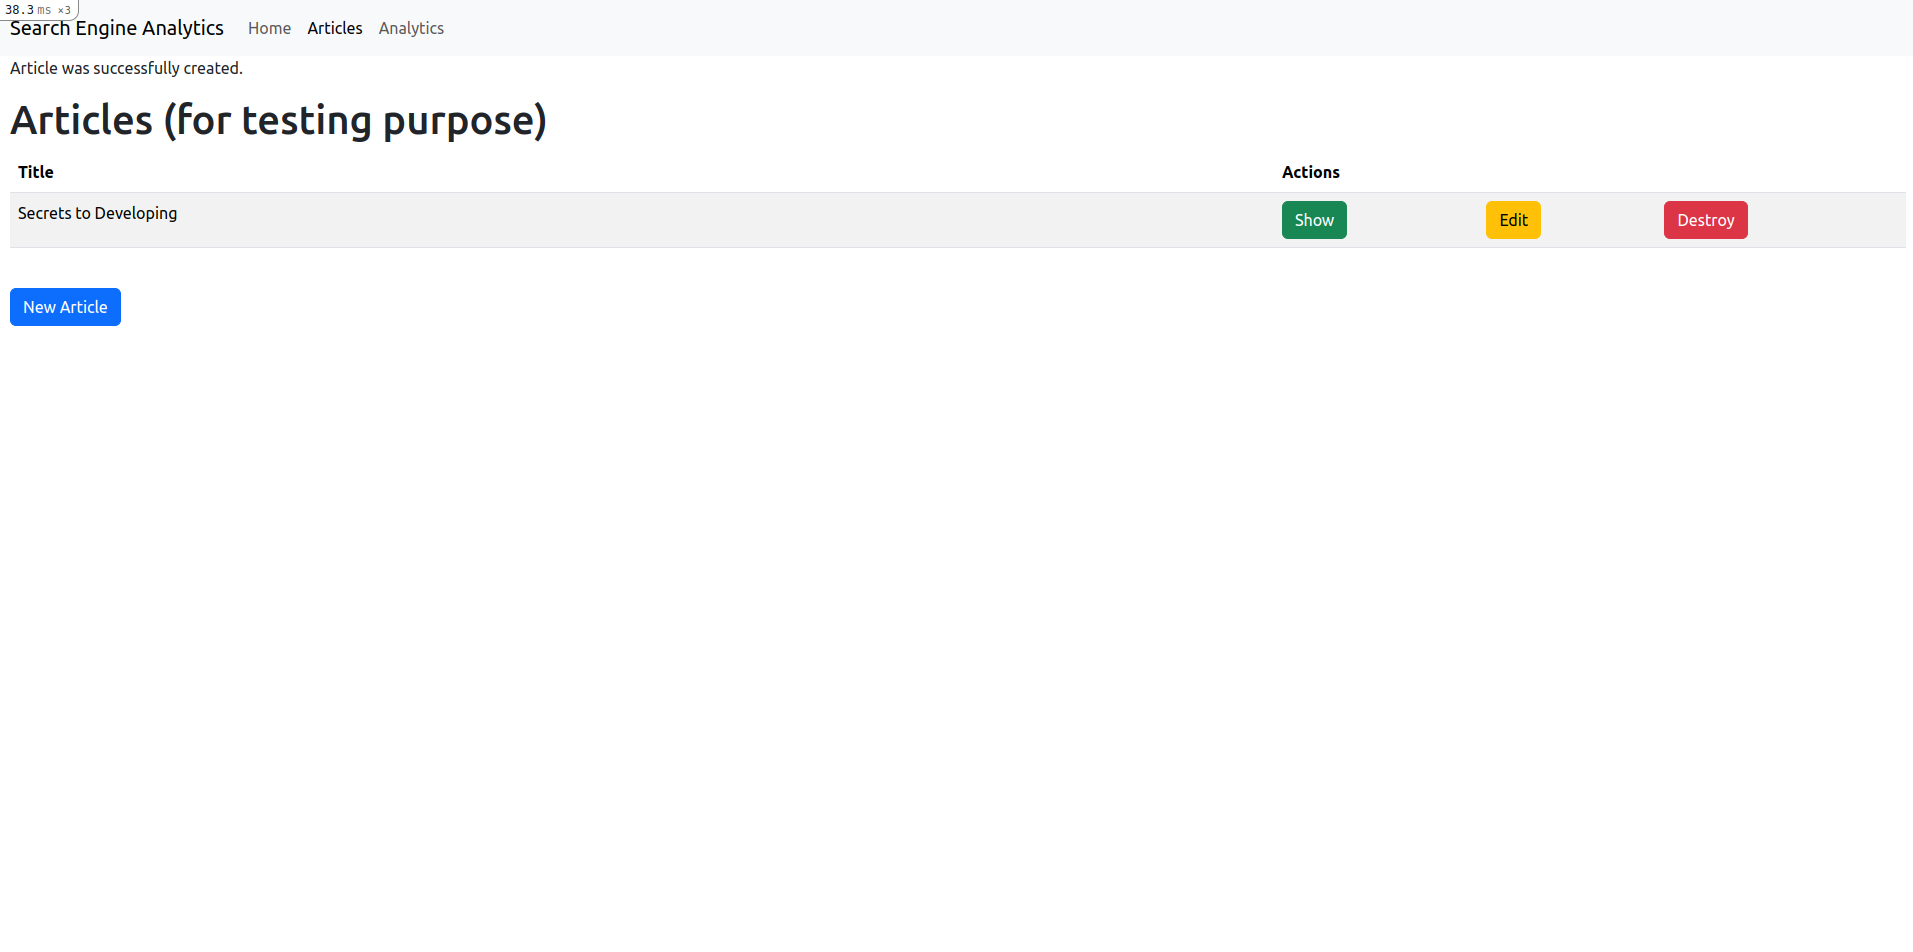 38.3 ms ×3
Search Engine Analytics Home Articles Analytics
Article was successfully created.
Articles (for testing purpose)
Title Actions
Secrets to Developing Show Edit Destroy
New Article